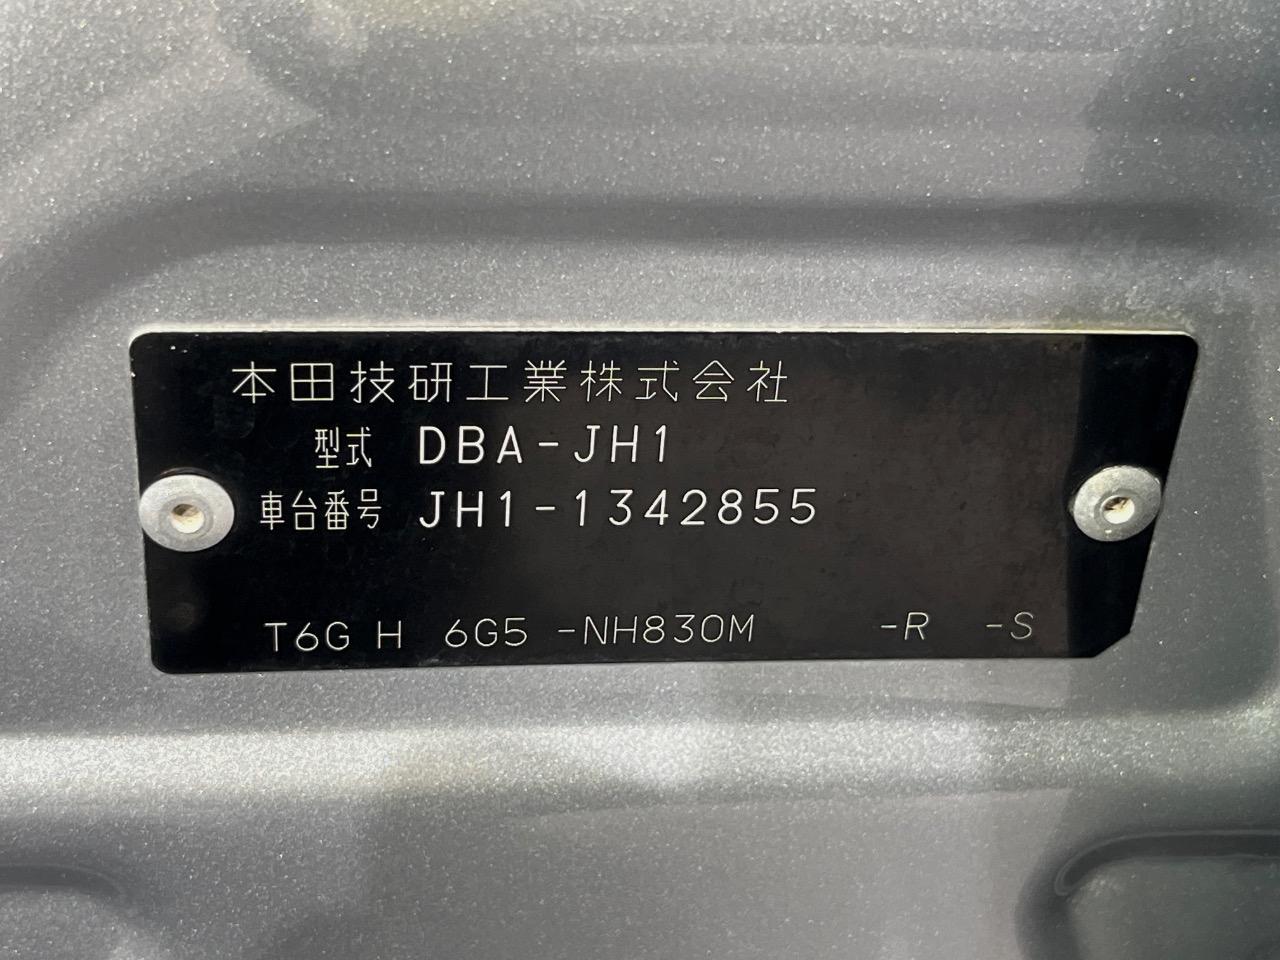 本田技研工業株式会社
型式 DBA-JH1
車台番号 JH1-1342855
T6G H 6G5 -NH830M -R -S